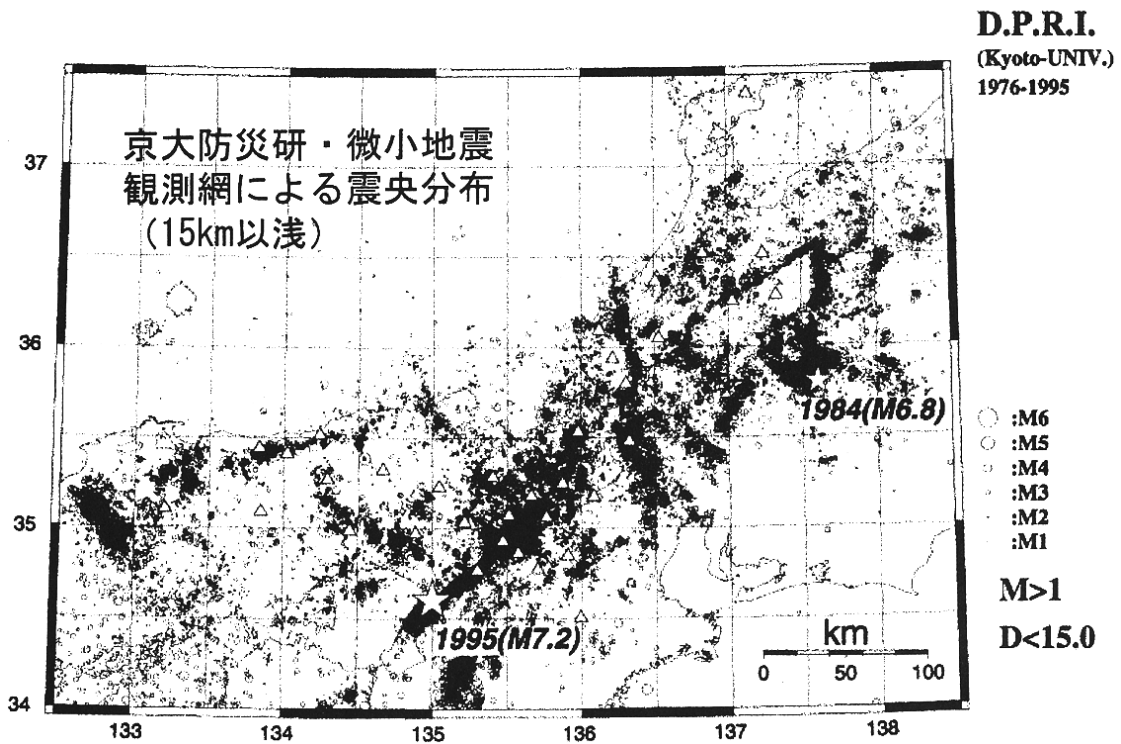 D.P.R.I.
(Kyoto-UNIV.)
1976-1995
京大防災研・微小地震
観測網による震央分布
(15km以浅)
37
36
35
34
1984(M6.8)
1995(M7.2)
:M6
:M5
:M4
:M3
:M2
:M1
M>1
D<15.0
km
0 50 100
133 134 135 136 137 138